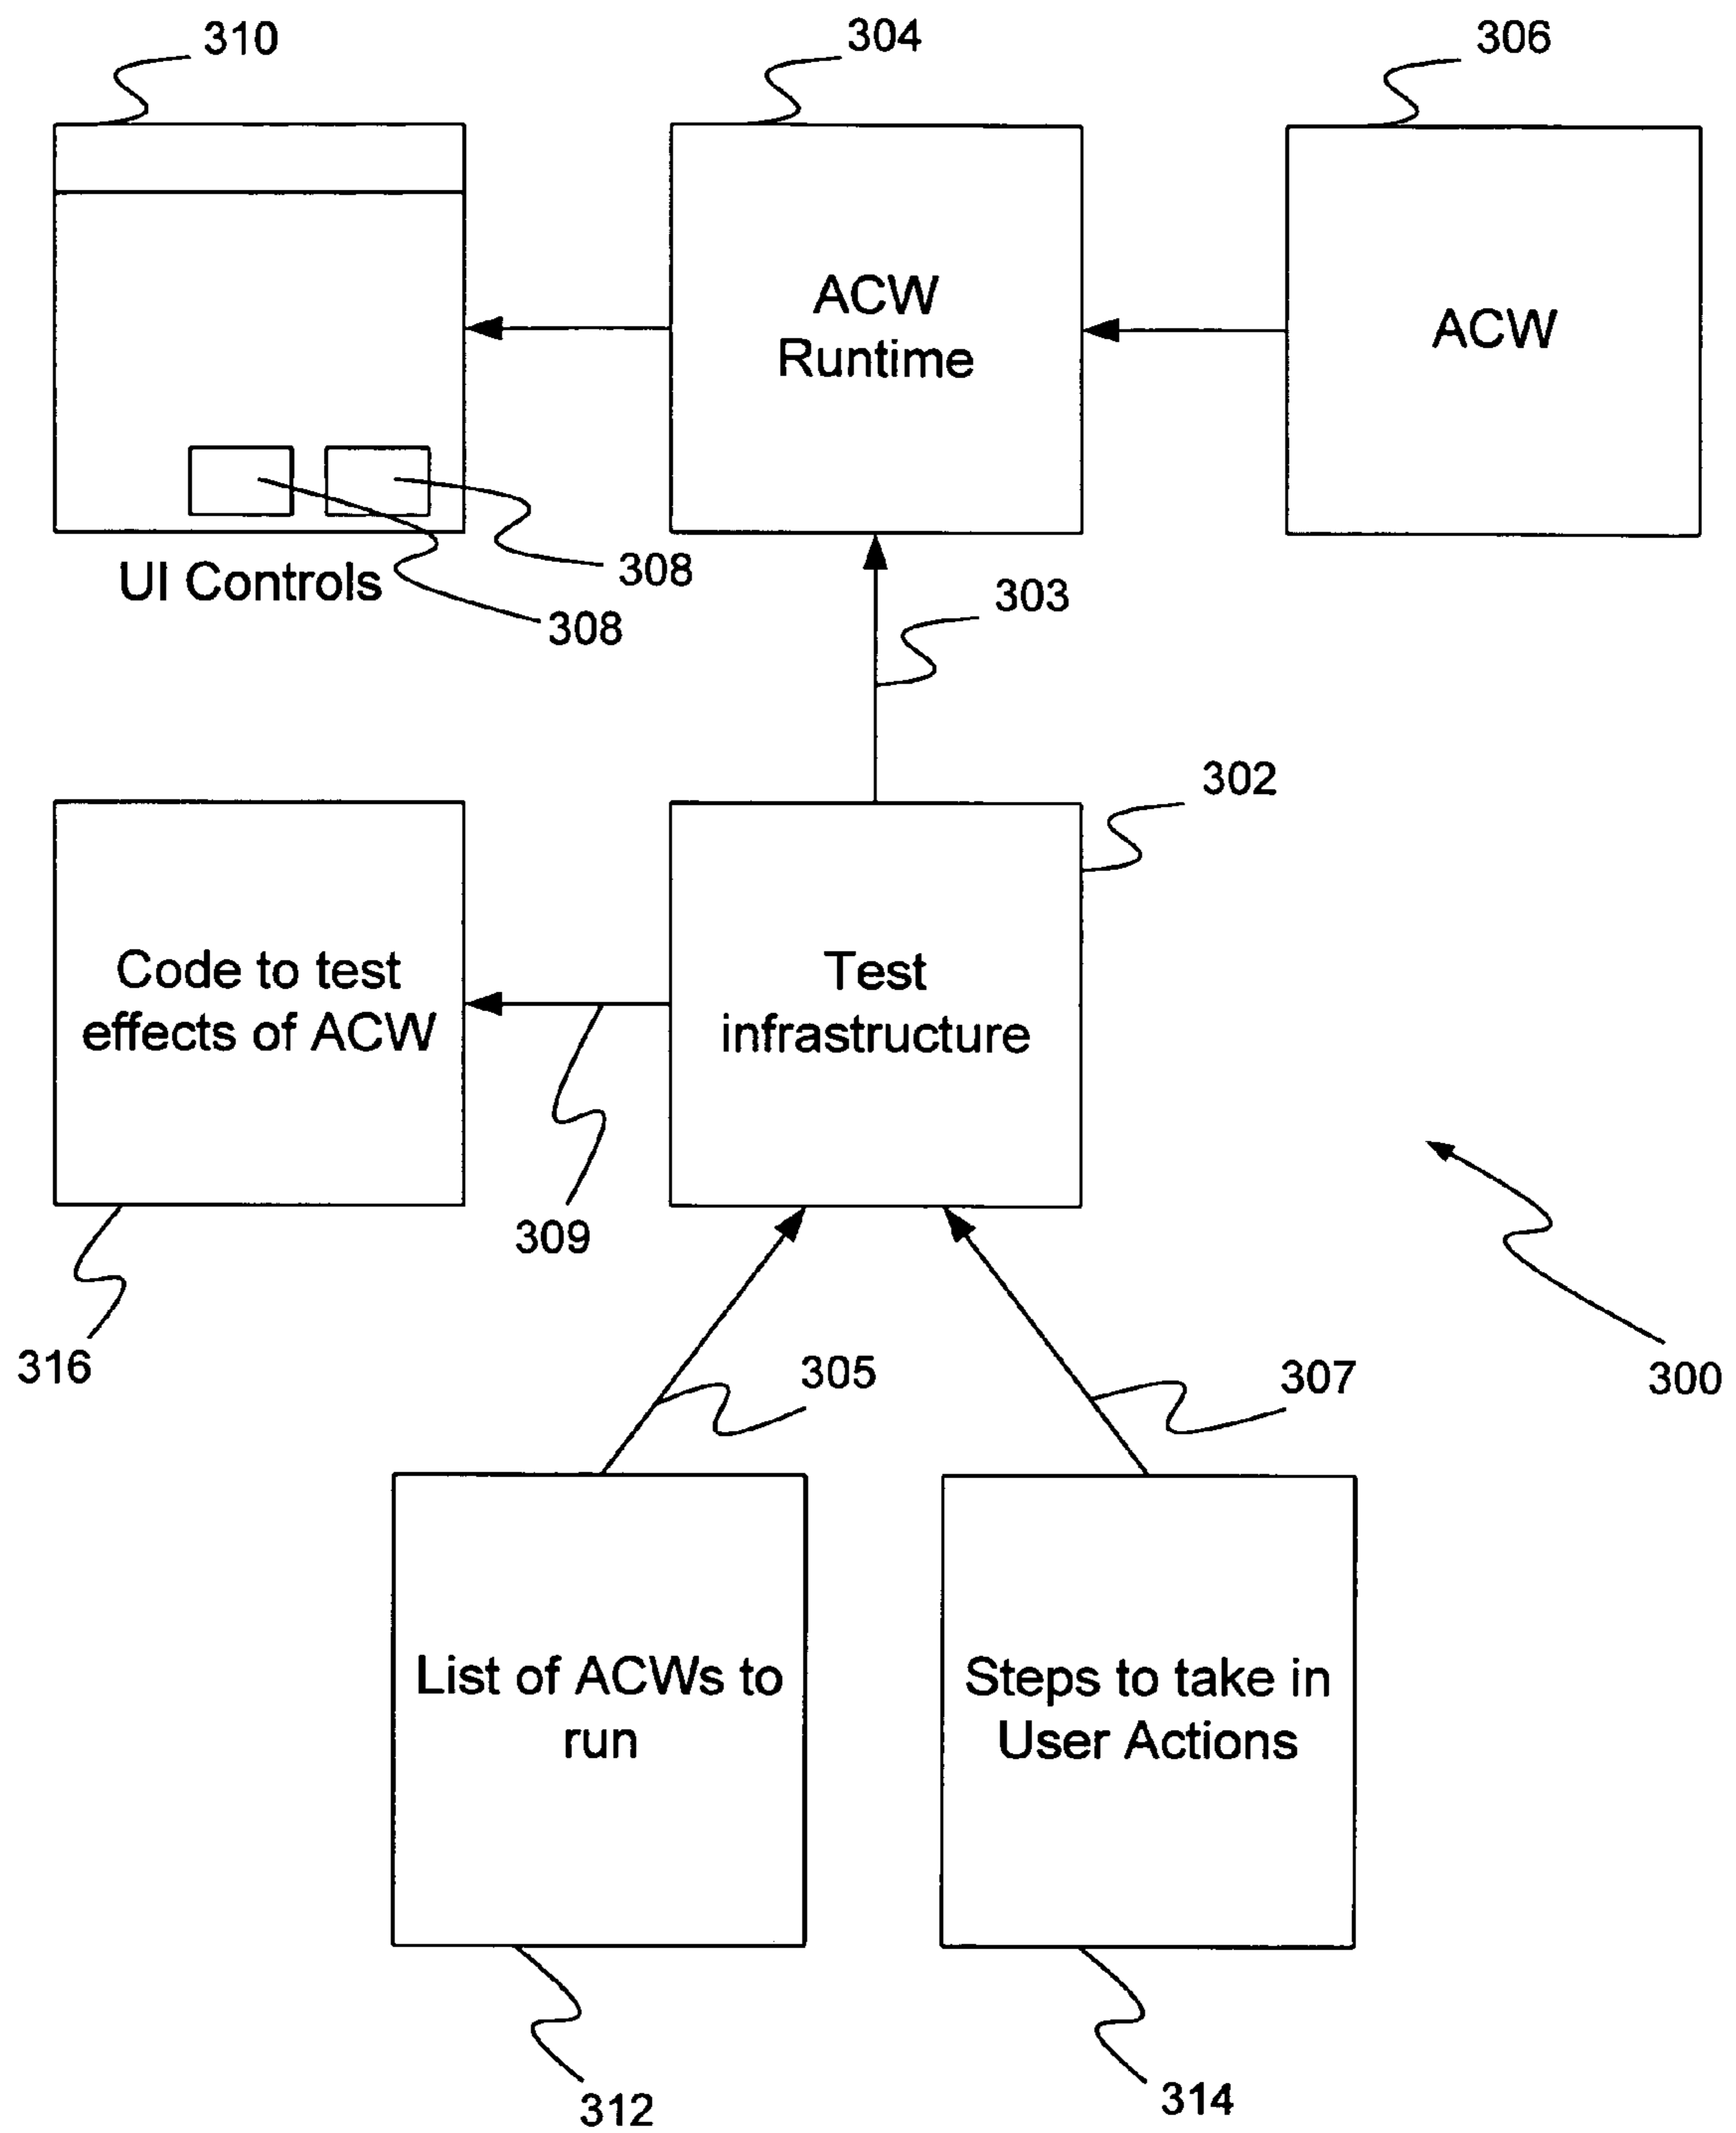 310
304
306
ACW
Runtime
ACW
UI Controls
308
308
303
302
Code to test
effects of ACW
Test
infrastructure
309
316
305
307
300
List of ACWs to
run
Steps to take in
User Actions
312
314